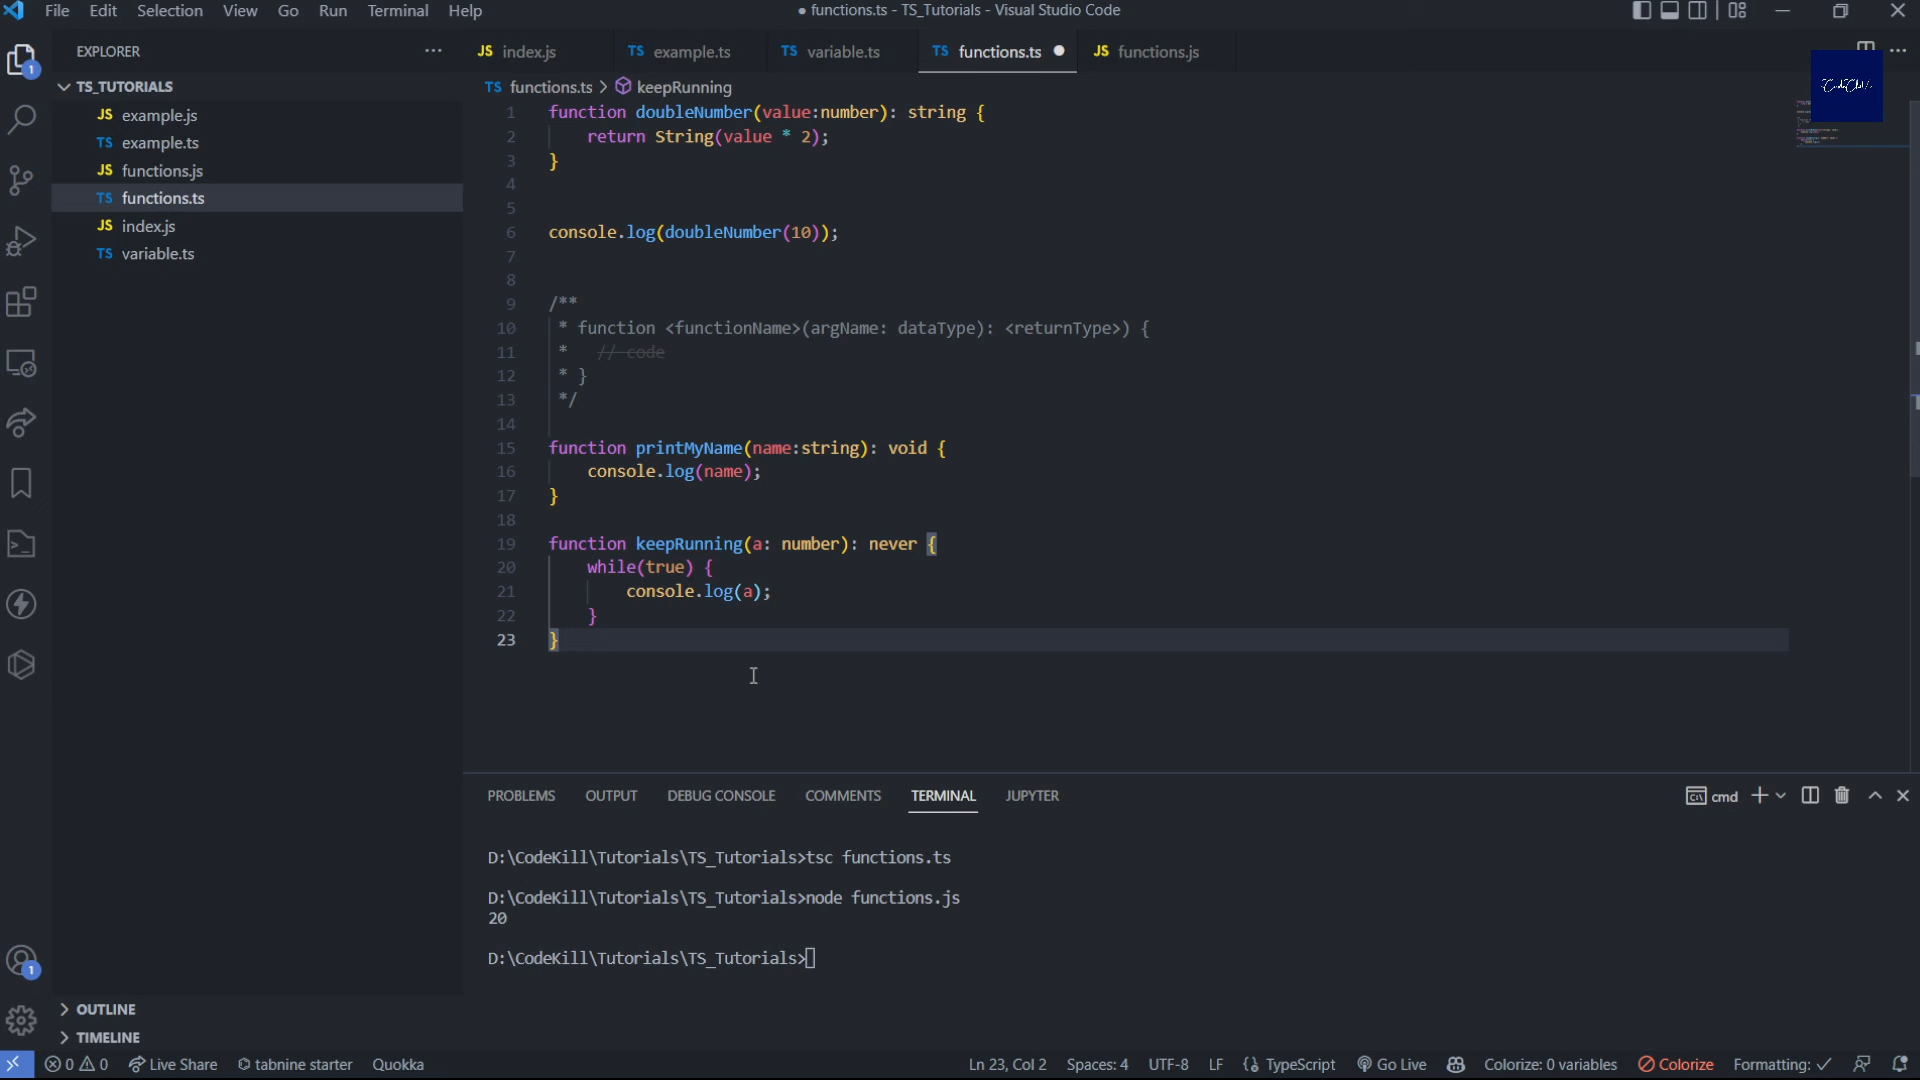 File Edit Selection View Go Run Terminal Help
● functions.ts - TS_Tutorials - Visual Studio Code
EXPLORER
TS_TUTORIALS
JS example.js
TS example.ts
JS functions.js
TS functions.ts
JS index.js
TS variable.ts
OUTLINE
TIMELINE
JS index.js TS example.ts TS variable.ts TS functions.ts JS functions.js
TS functions.ts > keepRunning
1 function doubleNumber(value:number): string {
2 return String(value * 2);
3 }
4
5
6 console.log(doubleNumber(10));
7
8
9 /**
10 * function <functionName>(argName: dataType): <returnType>) {
11 * // code
12 * }
13 */
14
15 function printMyName(name:string): void {
16 console.log(name);
17 }
18
19 function keepRunning(a: number): never {
20 while(true) {
21 console.log(a);
22 }
23 }
PROBLEMS OUTPUT DEBUG CONSOLE COMMENTS TERMINAL JUPYTER
cmd
D:\CodeKill\Tutorials\TS_Tutorials>tsc functions.ts
D:\CodeKill\Tutorials\TS_Tutorials>node functions.js
20
D:\CodeKill\Tutorials\TS_Tutorials>
1
1
0 0 Live Share tabnine starter Quokka Ln 23, Col 2 Spaces: 4 UTF-8 LF {} TypeScript Go Live Colorize: 0 variables Colorize Formatting: ✓